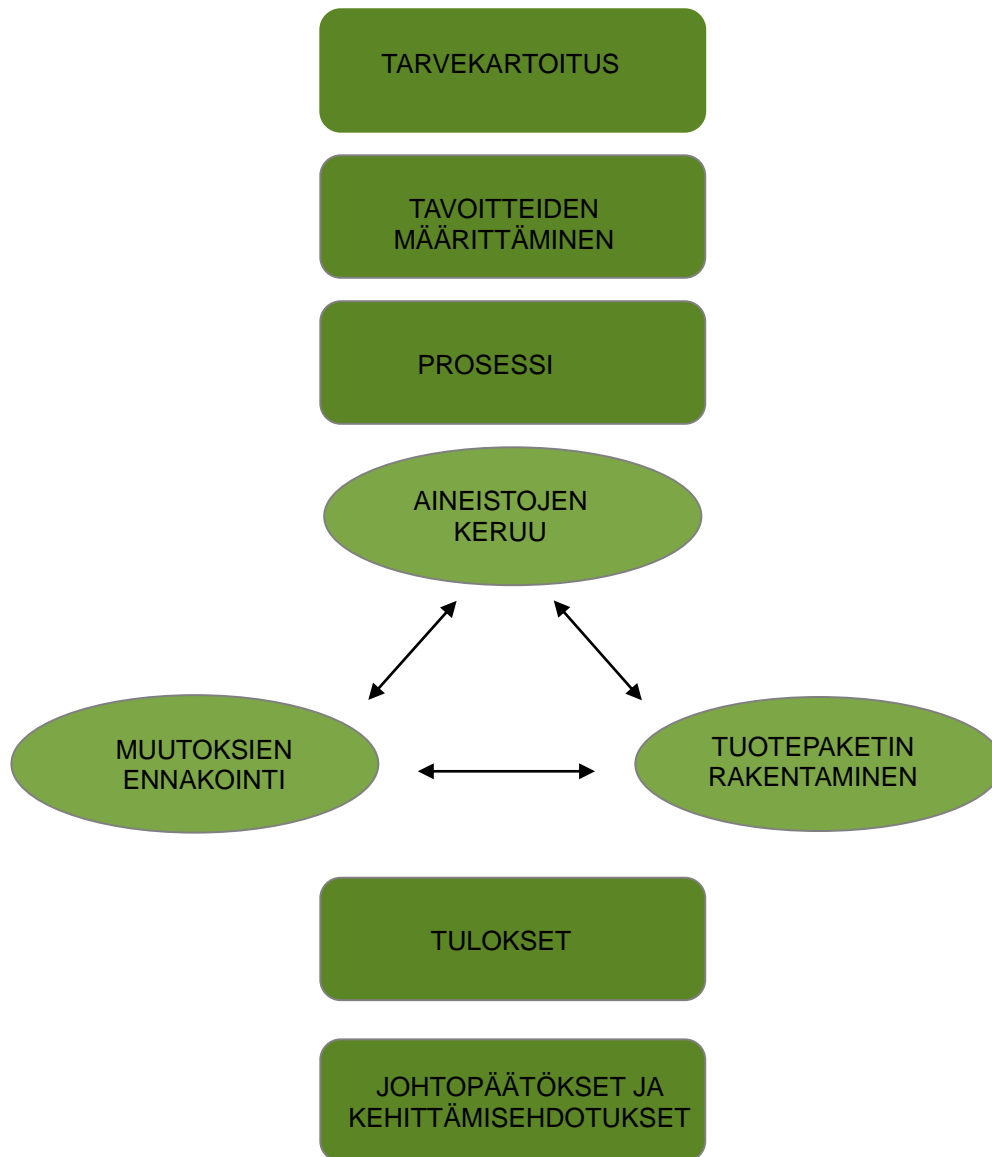 TARVEKARTOITUS
TAVOITTEIDEN
MÄÄRITTÄMINEN
PROSESSI
AINEISTOJEN
KERUU
MUUTOKSIEN
ENNAKOINTI
TUOTEPAKETIN
RAKENTAMINEN
TULOKSET
JOHTOPÄÄTÖKSET JA
KEHITTÄMISEHDOTUKSET